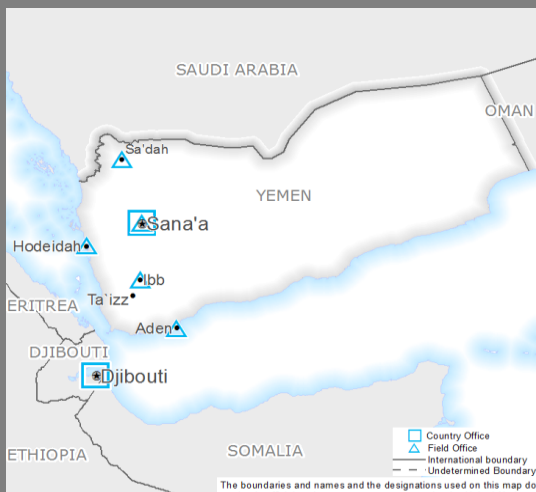 SAUDI ARABIA
OMAN
Sa'dah
YEMEN
Sana'a
Hodeidah
Ibb
Ta`izz
ERITREA
Aden
DJIBOUTI
Djibouti
ETHIOPIA
SOMALIA
Country Office
Field Office
International boundary
Undetermined Boundary
The boundaries and names and the designations used on this map do